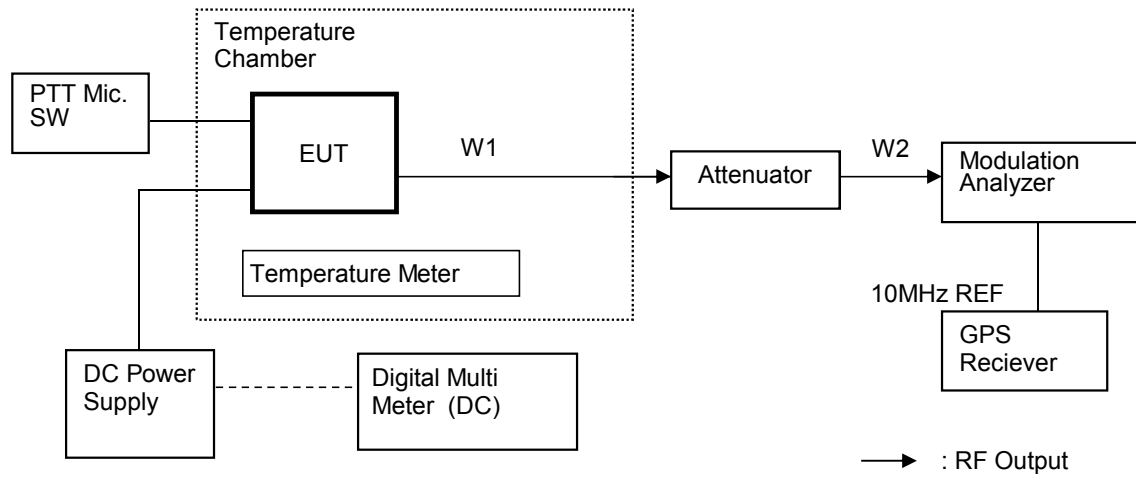 Temperature
Chamber
PTT Mic.
SW
EUT
W1
Attenuator
W2
Modulation
Analyzer
Temperature Meter
10MHz REF
GPS
Reciever
DC Power
Supply
Digital Multi
Meter (DC)
: RF Output